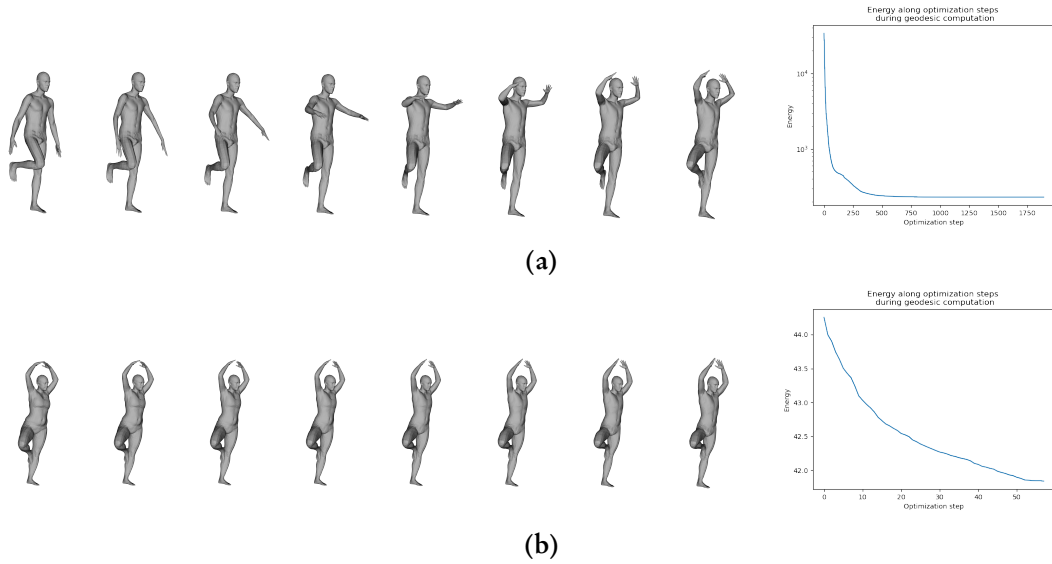 Energy along optimization steps
during geodesic computation
10⁴
10³
Energy
0 250 500 750 1000 1250 1500 1750
Optimization step
(a)
Energy along optimization steps
during geodesic computation
44.0
43.5
43.0
42.5
42.0
Energy
0 10 20 30 40 50
Optimization step
(b)